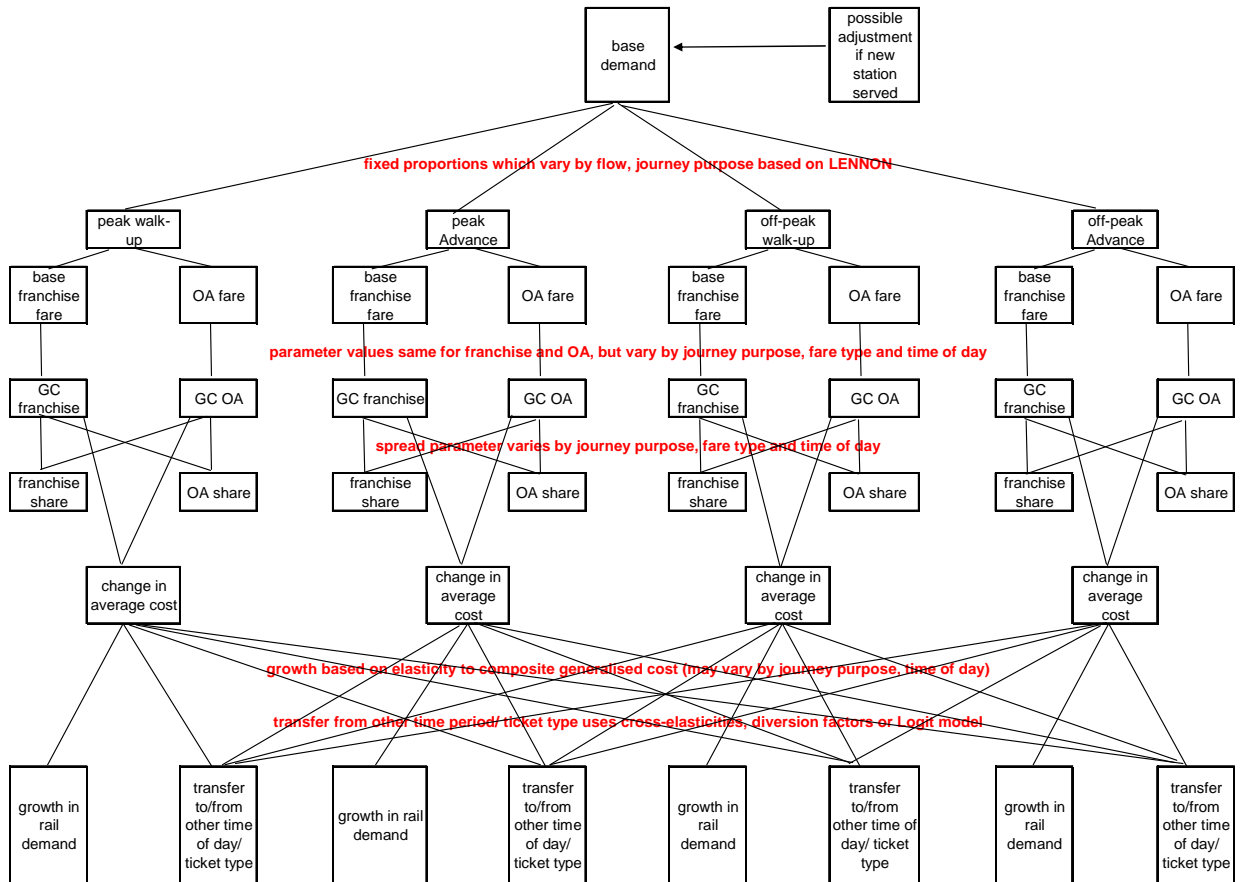 base
demand
possible
adjustment
if new
station
served
fixed proportions which vary by flow, journey purpose based on LENNON
peak walk-
up
peak
Advance
off-peak
walk-up
off-peak
Advance
base
franchise
fare
OA fare
base
franchise
fare
OA fare
base
franchise
fare
OA fare
base
franchise
fare
OA fare
parameter values same for franchise and OA, but vary by journey purpose, fare type and time of day
GC
franchise
GC OA
GC franchise
GC OA
GC
franchise
GC OA
GC
franchise
GC OA
spread parameter varies by journey purpose, fare type and time of day
franchise
share
OA share
franchise
share
OA share
franchise
share
OA share
franchise
share
OA share
change in
average cost
change in
average
cost
change in
average
cost
change in
average
cost
growth based on elasticity to composite generalised cost (may vary by journey purpose, time of day)
transfer from other time period/ ticket type uses cross-elasticities, diversion factors or Logit model
growth in
rail
demand
transfer
to/from
other time
of day/
ticket type
growth in rail
demand
transfer
to/from
other time
of day/
ticket type
growth in
rail
demand
transfer
to/from
other time of
day/ ticket
type
growth in
rail
demand
transfer
to/from
other time
of day/
ticket type